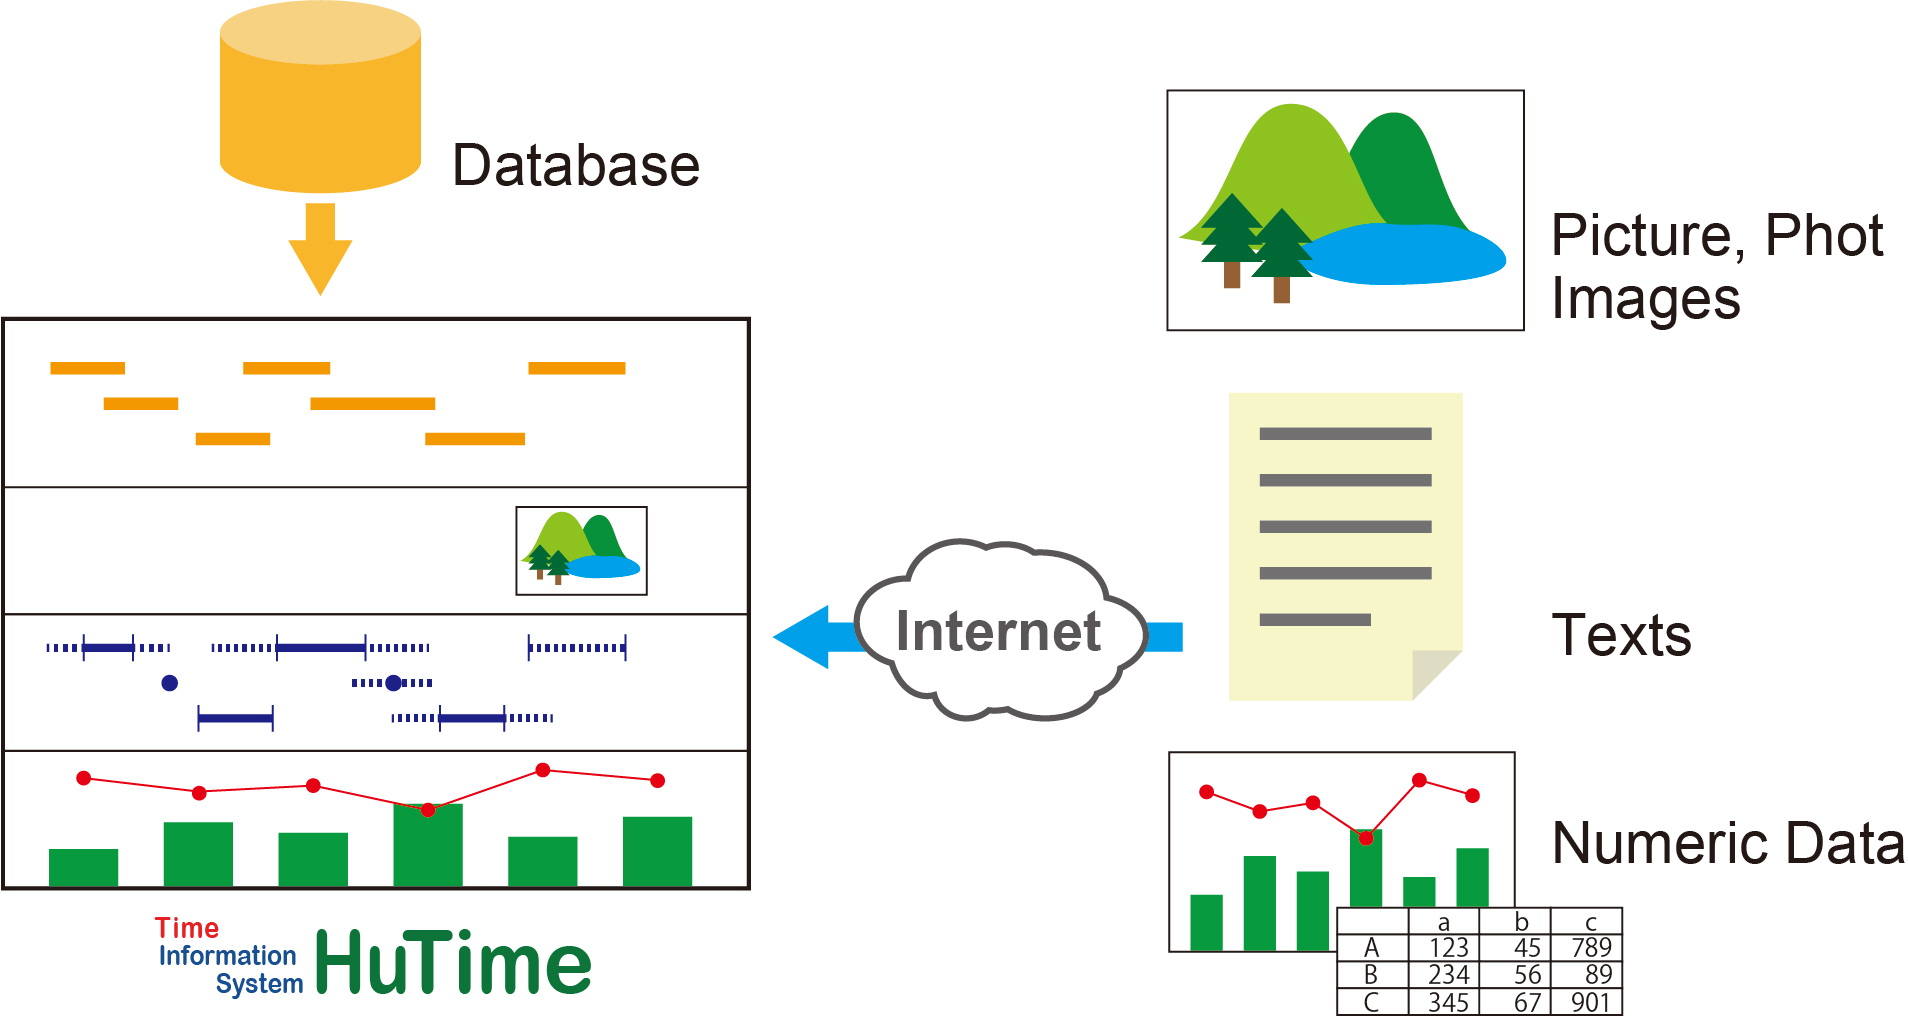 Database
Picture, Phot
Images
Internet
Texts
Numeric Data
a b c
A 123 45 789
B 234 56 89
C 345 67 901
Time
Information
System
HuTime